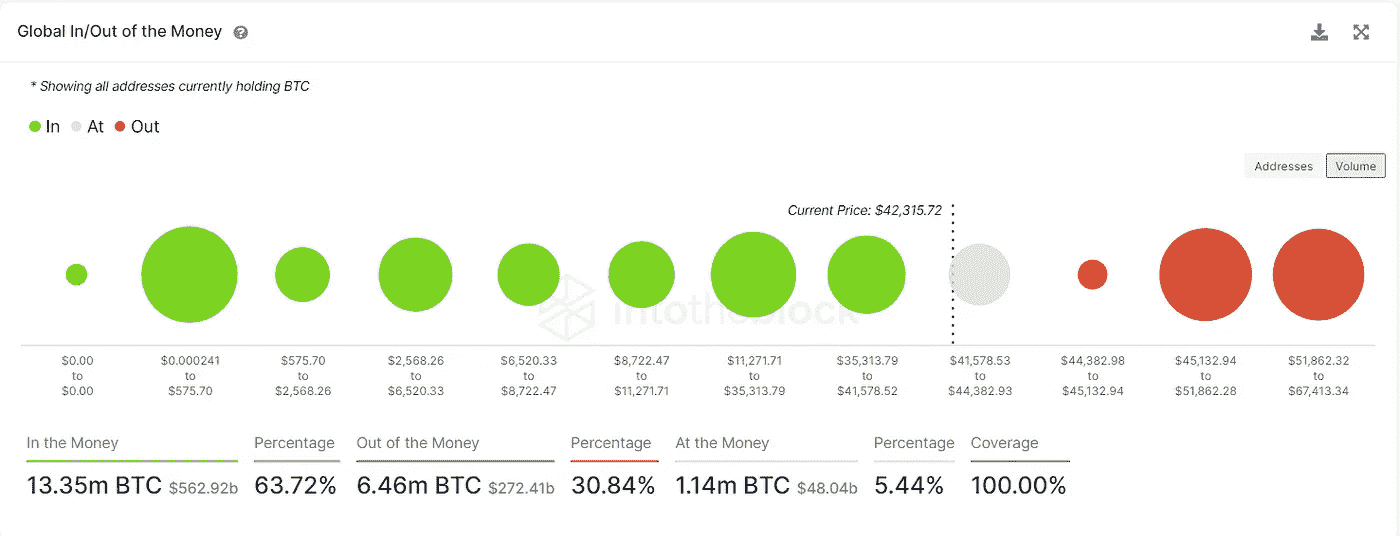 Global In/Out of the Money ?
* Showing all addresses currently holding BTC
In At Out
Addresses Volume
Current Price: $42,315.72
intotheblock
$0.00 $0.000241 $575.70 $2,568.26 $6,520.33 $8,722.47 $11,271.71 $35,313.79 $41,578.53 $44,382.98 $45,132.94 $51,862.32
to to to to to to to to to to to to
$0.00 $575.70 $2,568.26 $6,520.33 $8,722.47 $11,271.71 $35,313.79 $41,578.52 $44,382.93 $45,132.94 $51,862.28 $67,413.34
In the Money Percentage Out of the Money Percentage At the Money Percentage Coverage
13.35m BTC $562.92b 63.72% 6.46m BTC $272.41b 30.84% 1.14m BTC $48.04b 5.44% 100.00%